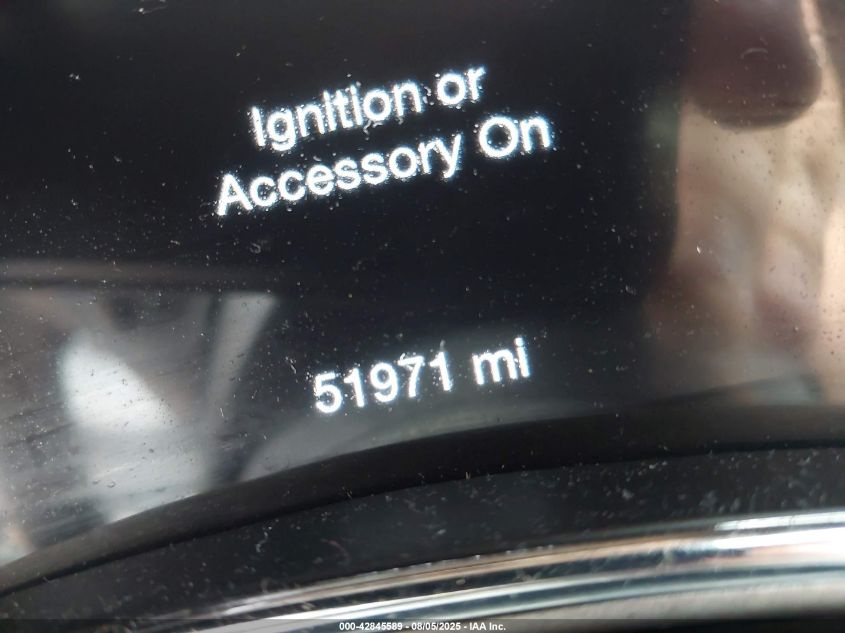 Ignition or
Accessory On
51971 mi
000-42845589 - 08/05/2025 - IAA Inc.